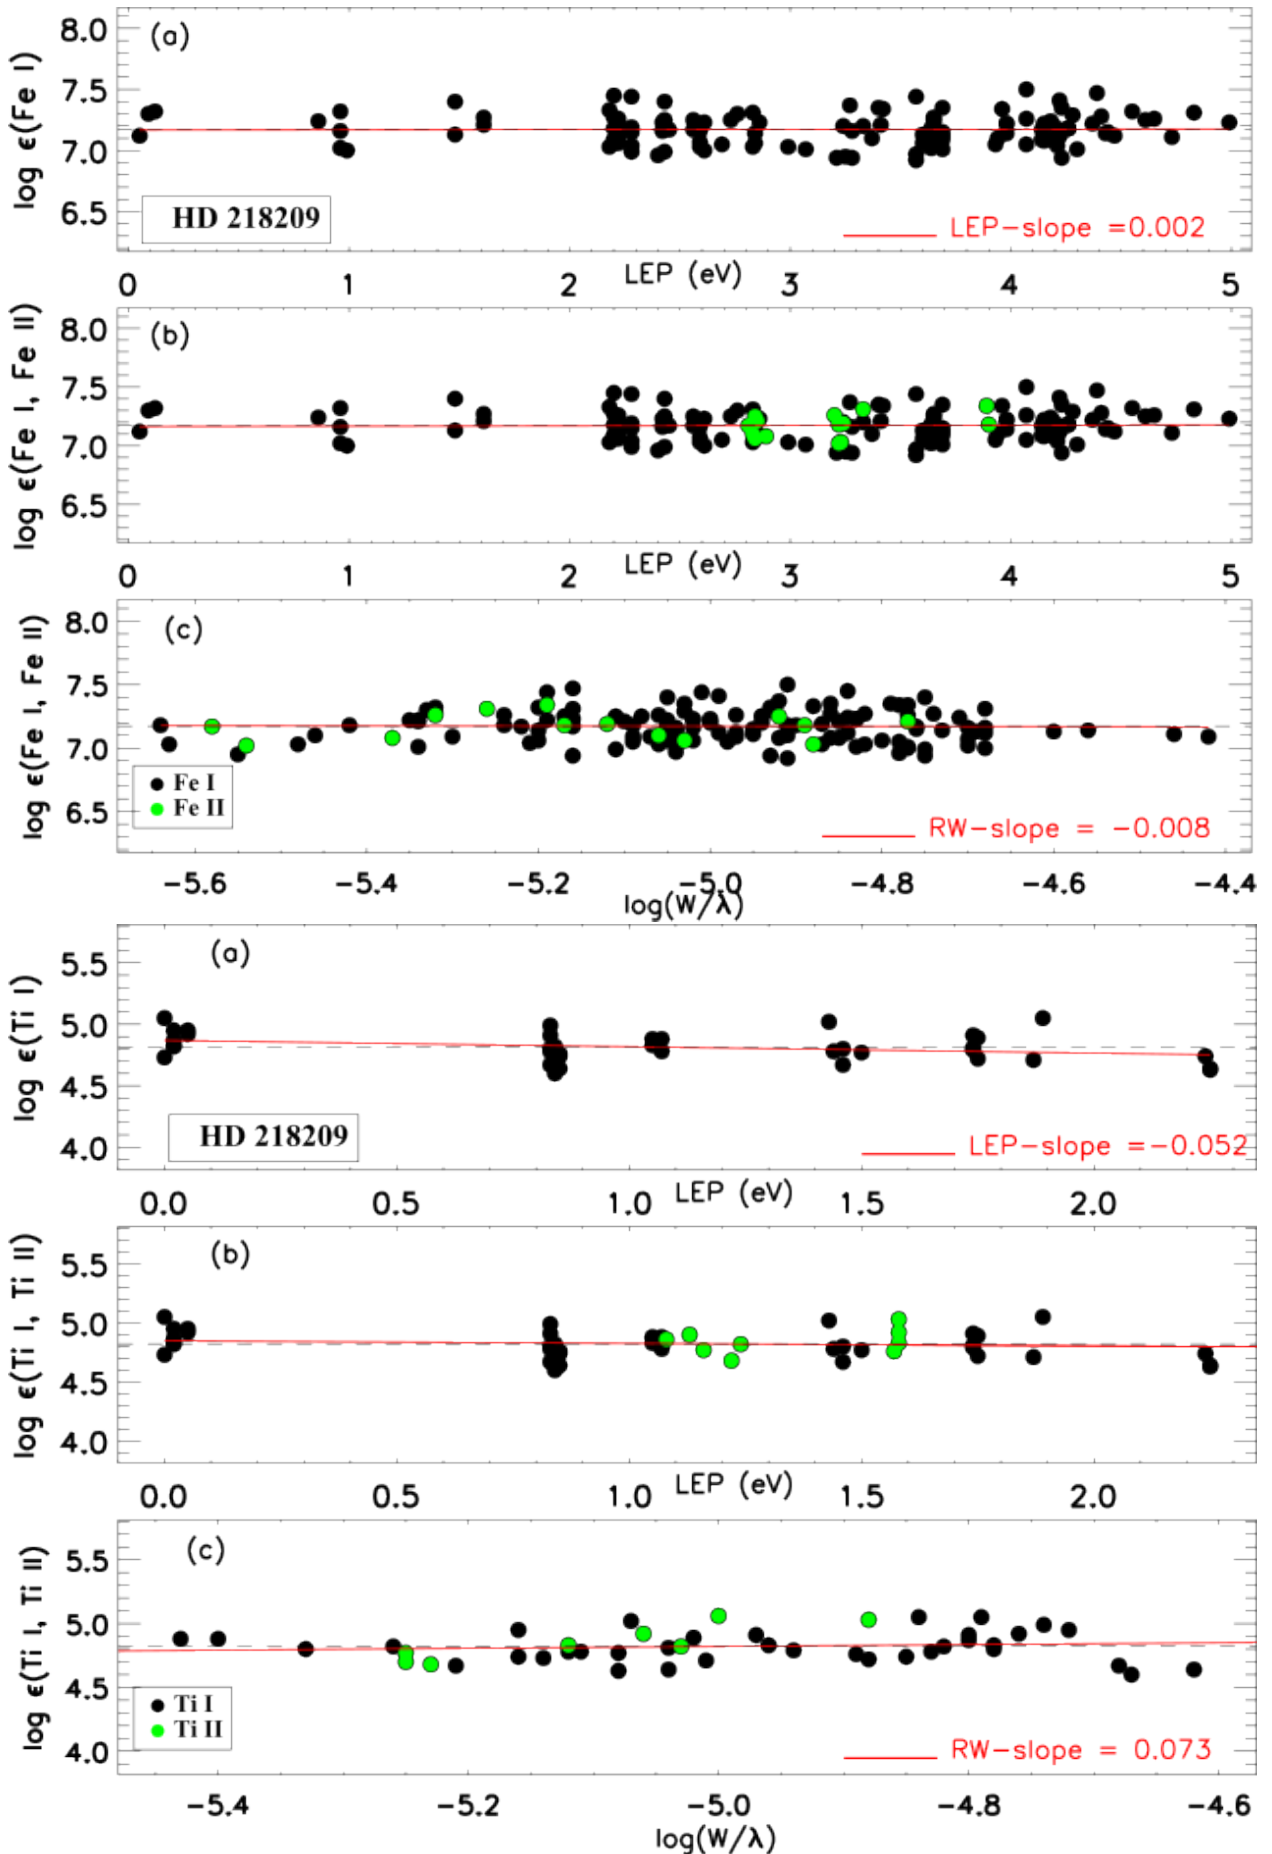 (a)
log ϵ(Fe I)
8.0
7.5
7.0
6.5
HD 218209
LEP-slope =0.002
0 1 2 3 4 5
LEP (eV)
(b)
log ϵ(Fe I, Fe II)
8.0
7.5
7.0
6.5
0 1 2 3 4 5
LEP (eV)
(c)
log ϵ(Fe I, Fe II)
8.0
7.5
7.0
6.5
Fe I
Fe II
RW-slope = -0.008
-5.6 -5.4 -5.2 -5.0 -4.8 -4.6 -4.4
log(W/λ)
(a)
log ϵ(Ti I)
5.5
5.0
4.5
4.0
HD 218209
LEP-slope =-0.052
0.0 0.5 1.0 1.5 2.0
LEP (eV)
(b)
log ϵ(Ti I, Ti II)
5.5
5.0
4.5
4.0
0.0 0.5 1.0 1.5 2.0
LEP (eV)
(c)
log ϵ(Ti I, Ti II)
5.5
5.0
4.5
4.0
Ti I
Ti II
RW-slope = 0.073
-5.4 -5.2 -5.0 -4.8 -4.6
log(W/λ)